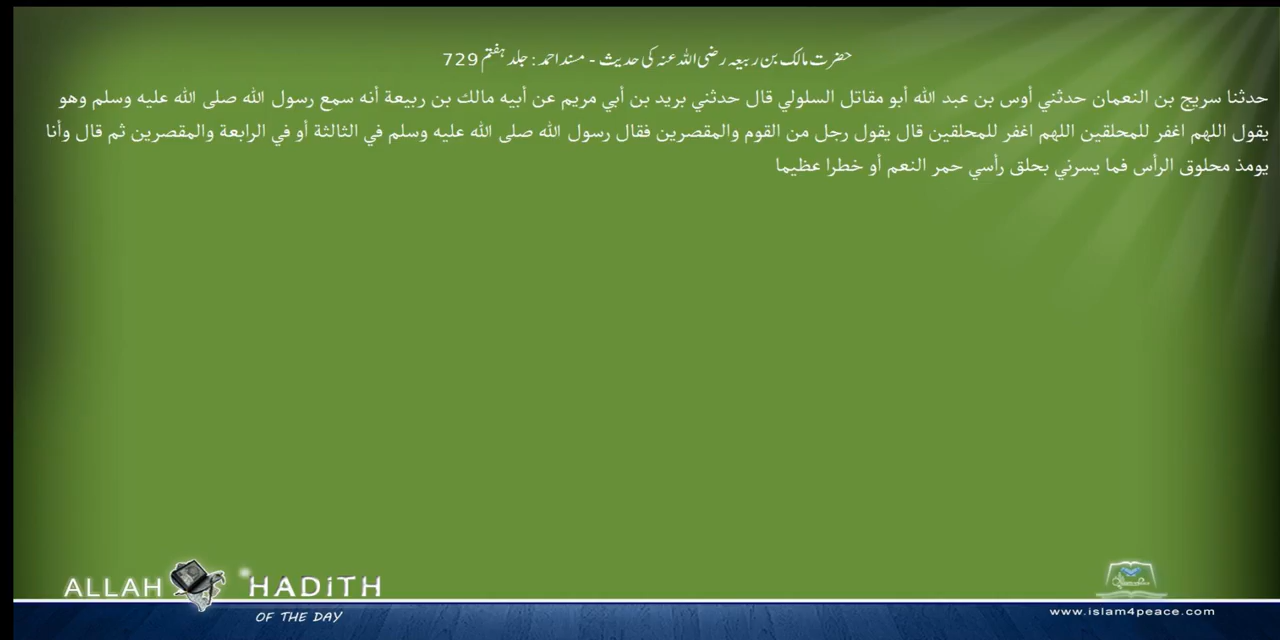 حضرت مالک بن ربیعہ رضی اللہ عنہ کی حدیث - مسند احمد : جلد ہفتم 729
حدثنا سريج بن النعمان حدثني أوس بن عبد الله أبو مقاتل السلولي قال حدثني بريد بن أبي مريم عن أبيه مالك بن ربيعة أنه سمع رسول الله صلى الله عليه وسلم وهو
يقول اللهم اغفر للمحلقين اللهم اغفر للمحلقين قال يقول رجل من القوم والمقصرين فقال رسول الله صلى الله عليه وسلم في الثالثة أو في الرابعة والمقصرين ثم قال وأنا
يومذ محلوق الرأس فما يسرني بحلق رأسي حمر النعم أو خطرا عظيما
ALLAH HADITH
OF THE DAY
www.islam4peace.com